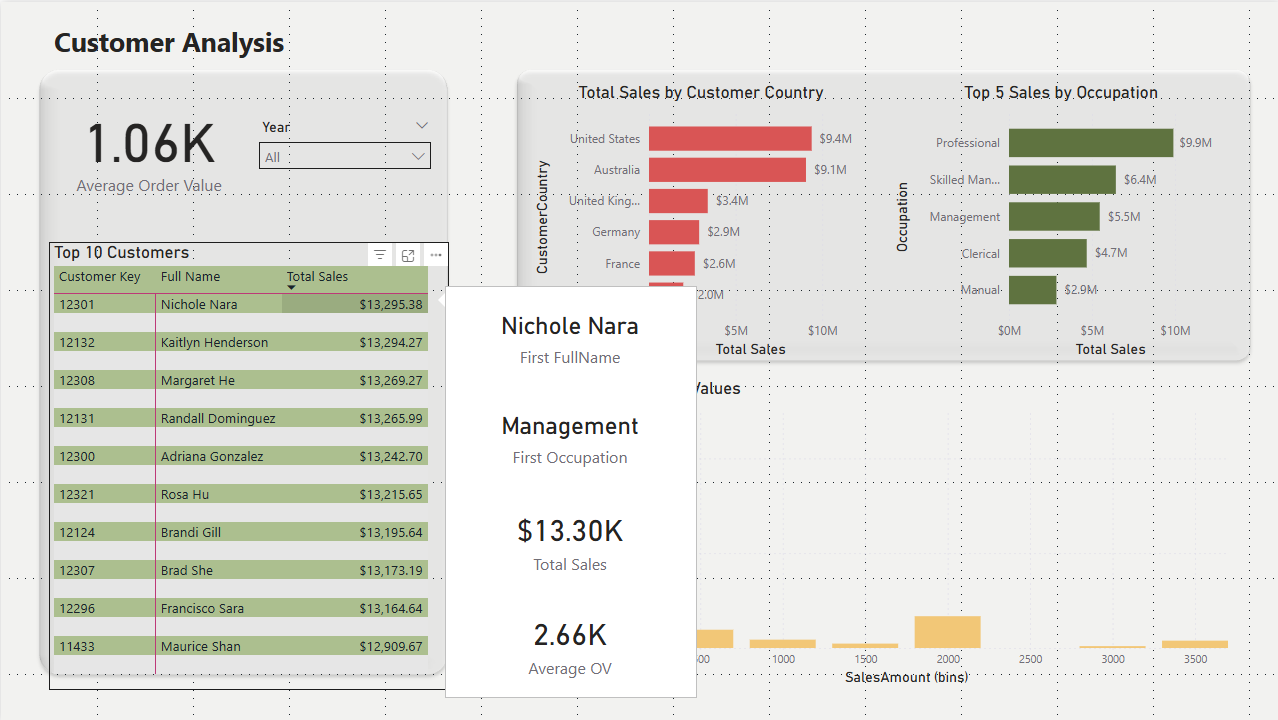 Customer Analysis
1.06K
Average Order Value
Year
All
Top 10 Customers
Customer Key Full Name Total Sales
12301 Nichole Nara $13,295.38
12132 Kaitlyn Henderson $13,294.27
12308 Margaret He $13,269.27
12131 Randall Dominguez $13,265.99
12300 Adriana Gonzalez $13,242.70
12321 Rosa Hu $13,215.65
12124 Brandi Gill $13,195.64
12307 Brad She $13,173.19
12296 Francisco Sara $13,164.64
11433 Maurice Shan $12,909.67
Nichole Nara
First FullName
Management
First Occupation
$13.30K
Total Sales
2.66K
Average OV
Total Sales by Customer Country
CustomerCountry
United States $9.4M
Australia $9.1M
United King... $3.4M
Germany $2.9M
France $2.6M
2.0M
$5M $10M
Total Sales
Top 5 Sales by Occupation
Occupation
Professional $9.9M
Skilled Man... $6.4M
Management $5.5M
Clerical $4.7M
Manual $2.9M
$0M $5M $10M
Total Sales
Values
1000 1500 2000 2500 3000 3500
SalesAmount (bins)